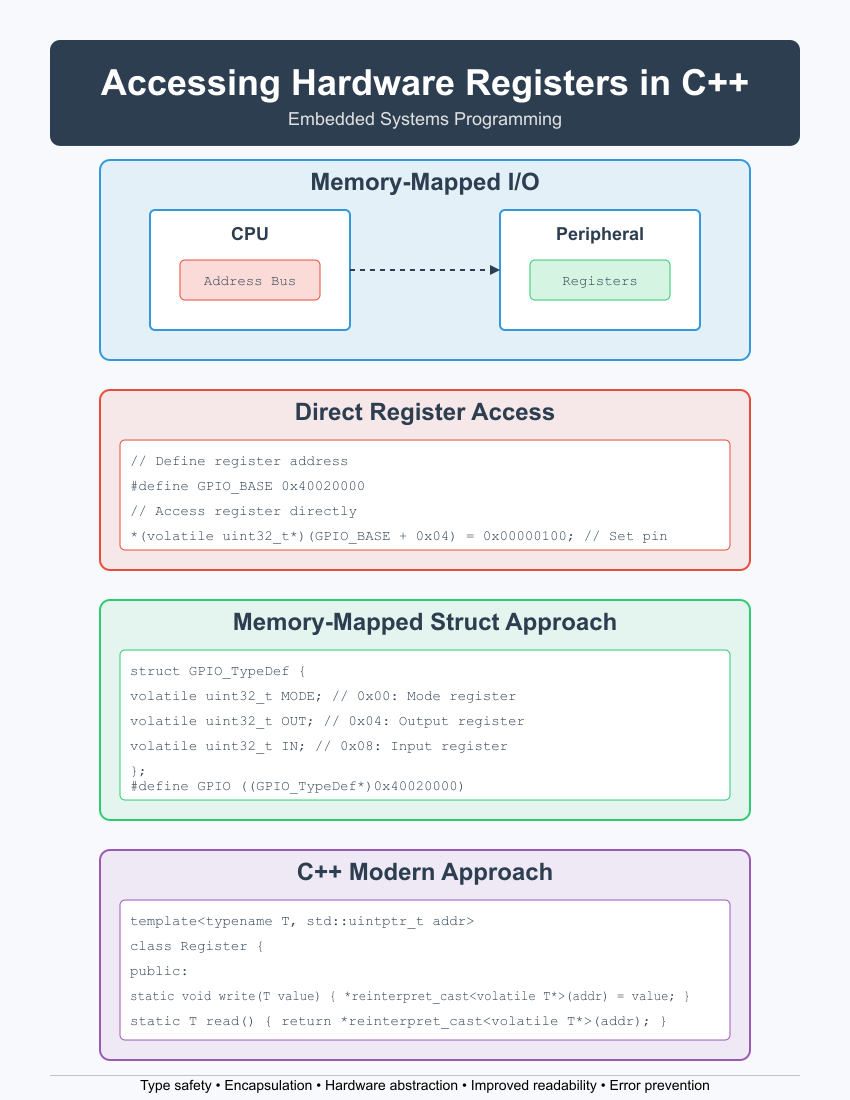 Accessing Hardware Registers in C++
Embedded Systems Programming
Memory-Mapped I/O
CPU
Address Bus
Peripheral
Registers
Direct Register Access
// Define register address
#define GPIO_BASE 0x40020000
// Access register directly
*(volatile uint32_t*)(GPIO_BASE + 0x04) = 0x00000100; // Set pin
Memory-Mapped Struct Approach
struct GPIO_TypeDef {
volatile uint32_t MODE; // 0x00: Mode register
volatile uint32_t OUT; // 0x04: Output register
volatile uint32_t IN; // 0x08: Input register
};
#define GPIO ((GPIO_TypeDef*)0x40020000)
C++ Modern Approach
template<typename T, std::uintptr_t addr>
class Register {
public:
static void write(T value) { *reinterpret_cast<volatile T*>(addr) = value; }
static T read() { return *reinterpret_cast<volatile T*>(addr); }
Type safety • Encapsulation • Hardware abstraction • Improved readability • Error prevention